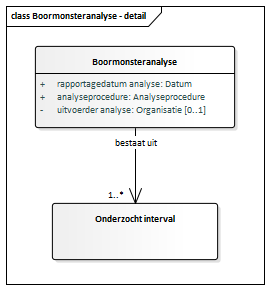 class Boormonsteranalyse - detail
Boormonsteranalyse
+ rapportagedatum analyse: Datum
+ analyseprocedure: Analyseprocedure
- uitvoerder analyse: Organisatie [0..1]
bestaat uit
1..*
Onderzocht interval